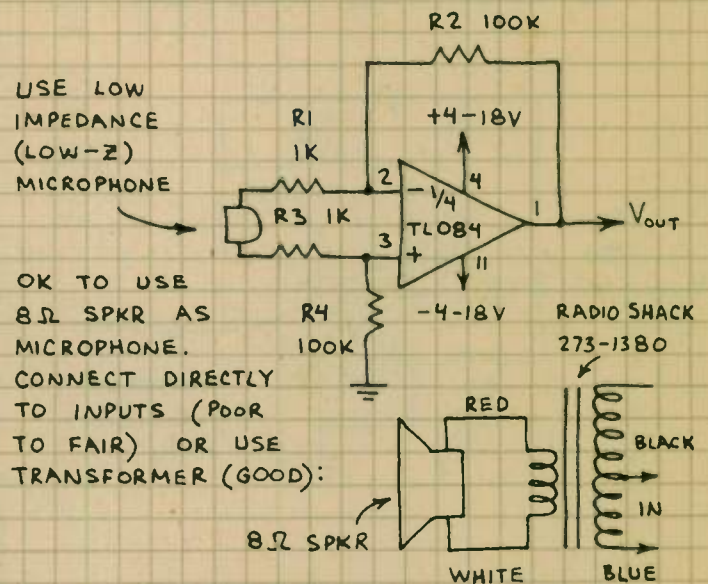 R2 100K
USE LOW
IMPEDANCE
(LOW-Z)
MICROPHONE
R1
1K
+4-18V
2
-
1/4
4
TL084
1
VOUT
R3 1K
3
+
11
-4-18V
R4
100K
OK TO USE
8Ω SPKR AS
MICROPHONE.
CONNECT DIRECTLY
TO INPUTS (POOR
TO FAIR) OR USE
TRANSFORMER (GOOD):
RADIO SHACK
273-1380
RED
BLACK
IN
8Ω SPKR
WHITE
BLUE